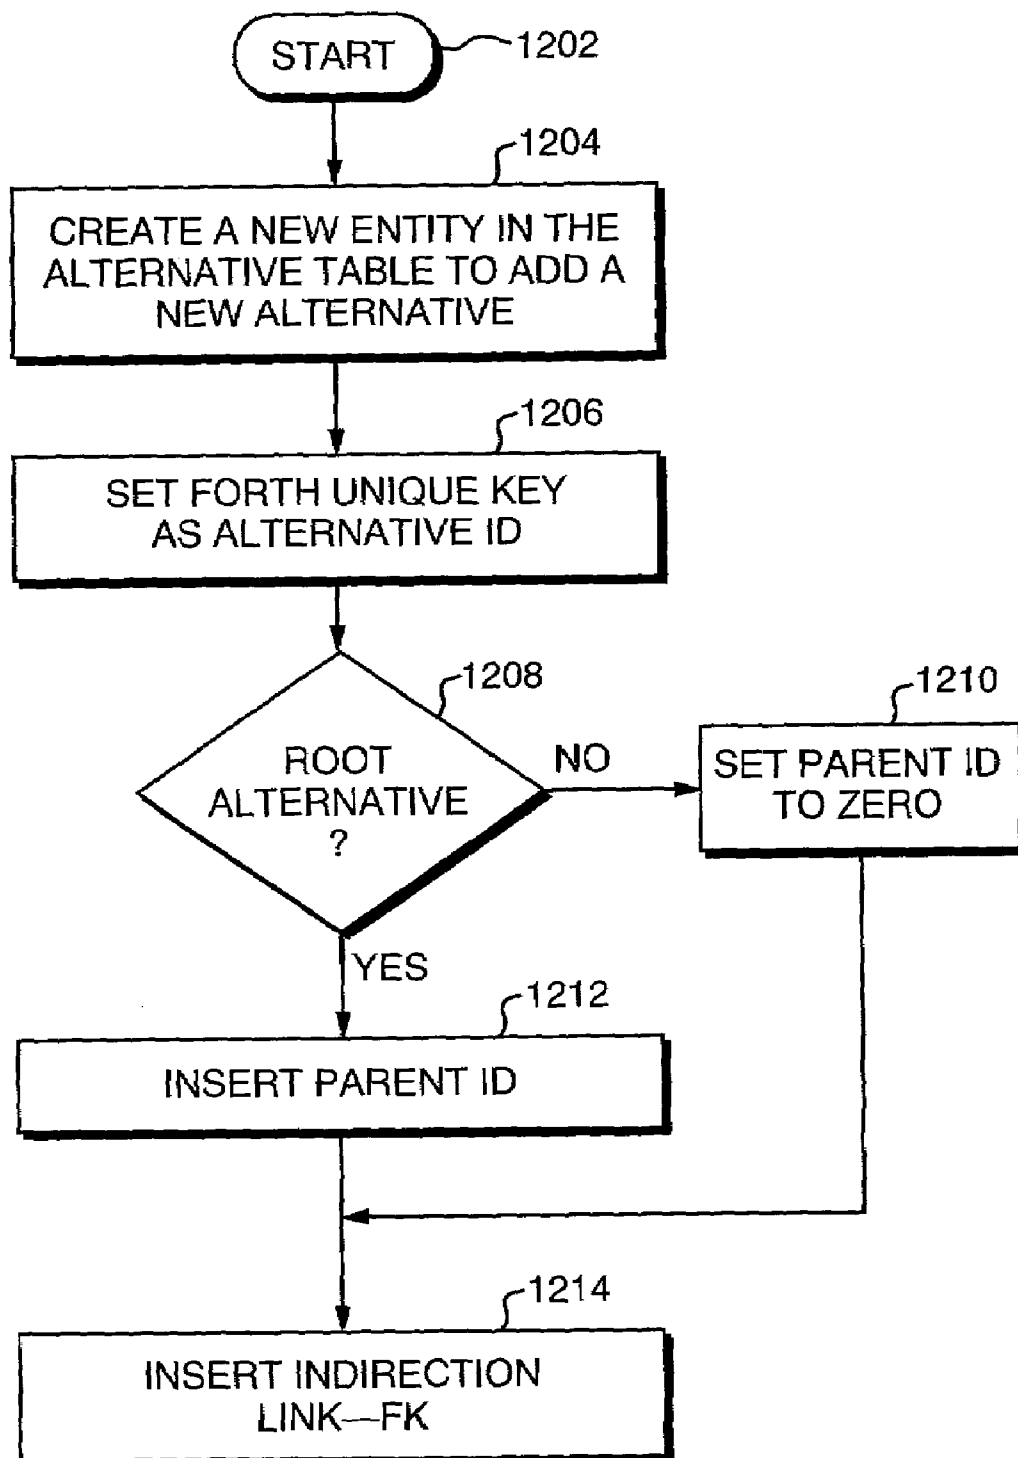 START
1202
1204
CREATE A NEW ENTITY IN THE
ALTERNATIVE TABLE TO ADD A
NEW ALTERNATIVE
1206
SET FORTH UNIQUE KEY
AS ALTERNATIVE ID
1208
ROOT
ALTERNATIVE
?
NO
1210
SET PARENT ID
TO ZERO
YES
1212
INSERT PARENT ID
1214
INSERT INDIRECTION
LINK—FK